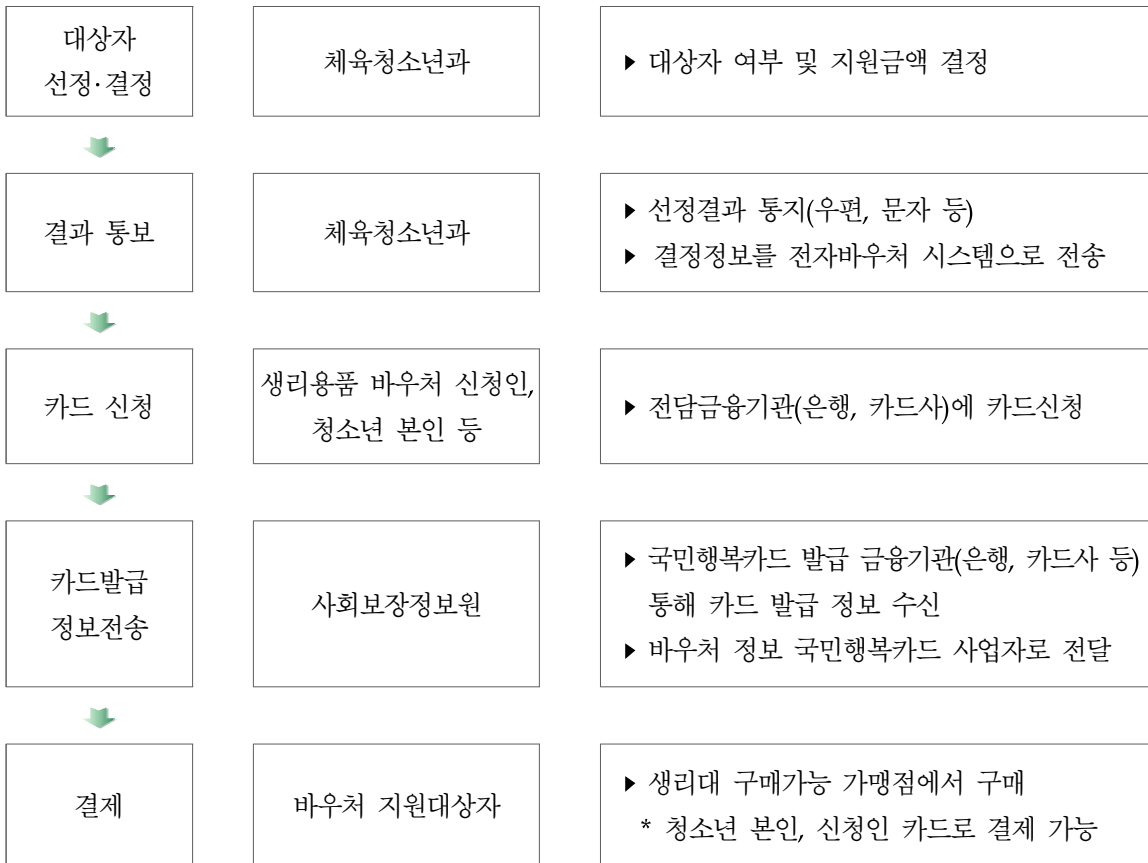 대상자
선정·결정
체육청소년과
▶ 대상자 여부 및 지원금액 결정
결과 통보
체육청소년과
▶ 선정결과 통지(우편, 문자 등)
▶ 결정정보를 전자바우처 시스템으로 전송
카드 신청
생리용품 바우처 신청인,
청소년 본인 등
▶ 전담금융기관(은행, 카드사)에 카드신청
카드발급
정보전송
사회보장정보원
▶ 국민행복카드 발급 금융기관(은행, 카드사 등)
통해 카드 발급 정보 수신
▶ 바우처 정보 국민행복카드 사업자로 전달
결제
바우처 지원대상자
▶ 생리대 구매가능 가맹점에서 구매
* 청소년 본인, 신청인 카드로 결제 가능